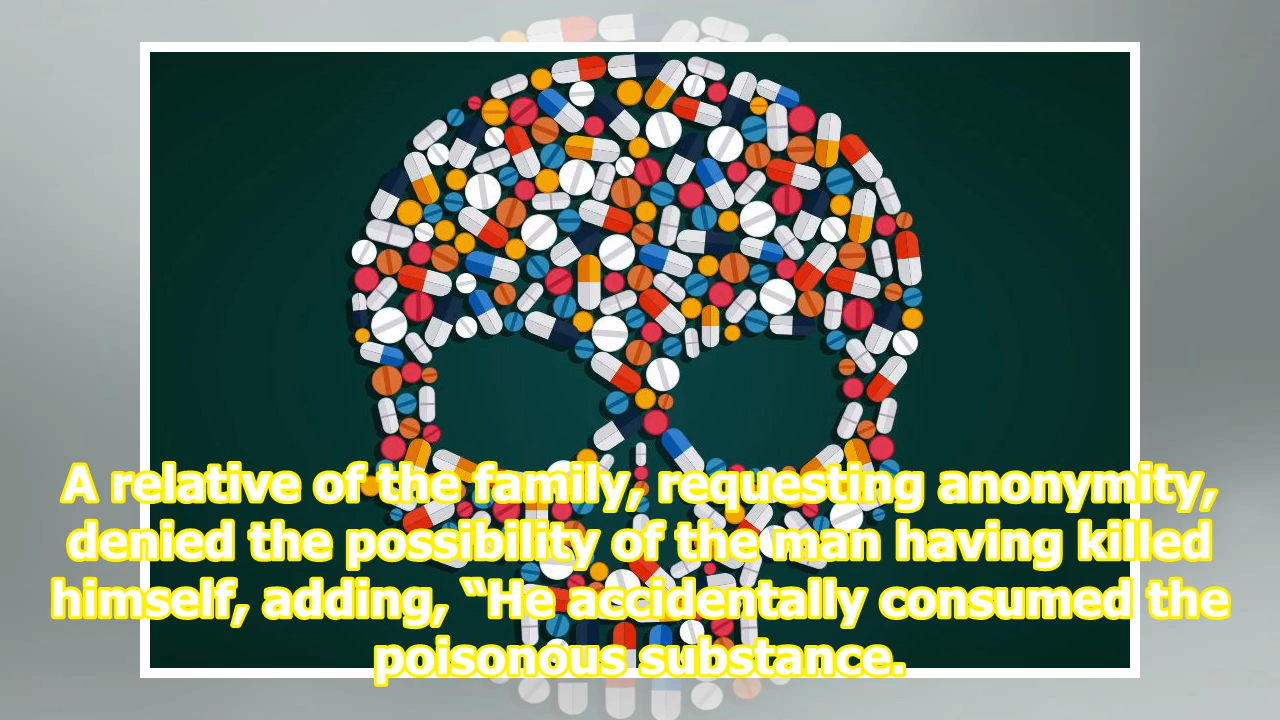 A relative of the family, requesting anonymity,
denied the possibility of the man having killed
himself, adding, “He accidentally consumed the
poisonous substance.